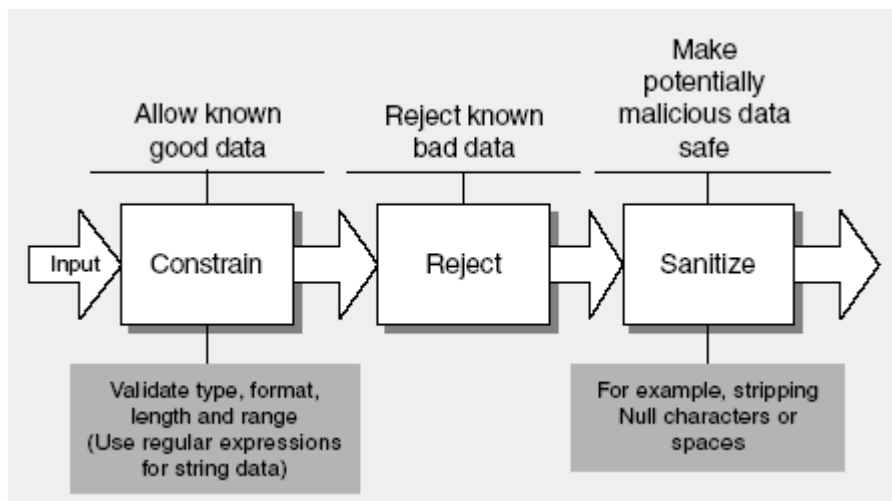 Allow known
good data
Reject known
bad data
Make
potentially
malicious data
safe
Input
Constrain
Reject
Sanitize
Validate type, format,
length and range
(Use regular expressions
for string data)
For example, stripping
Null characters or
spaces